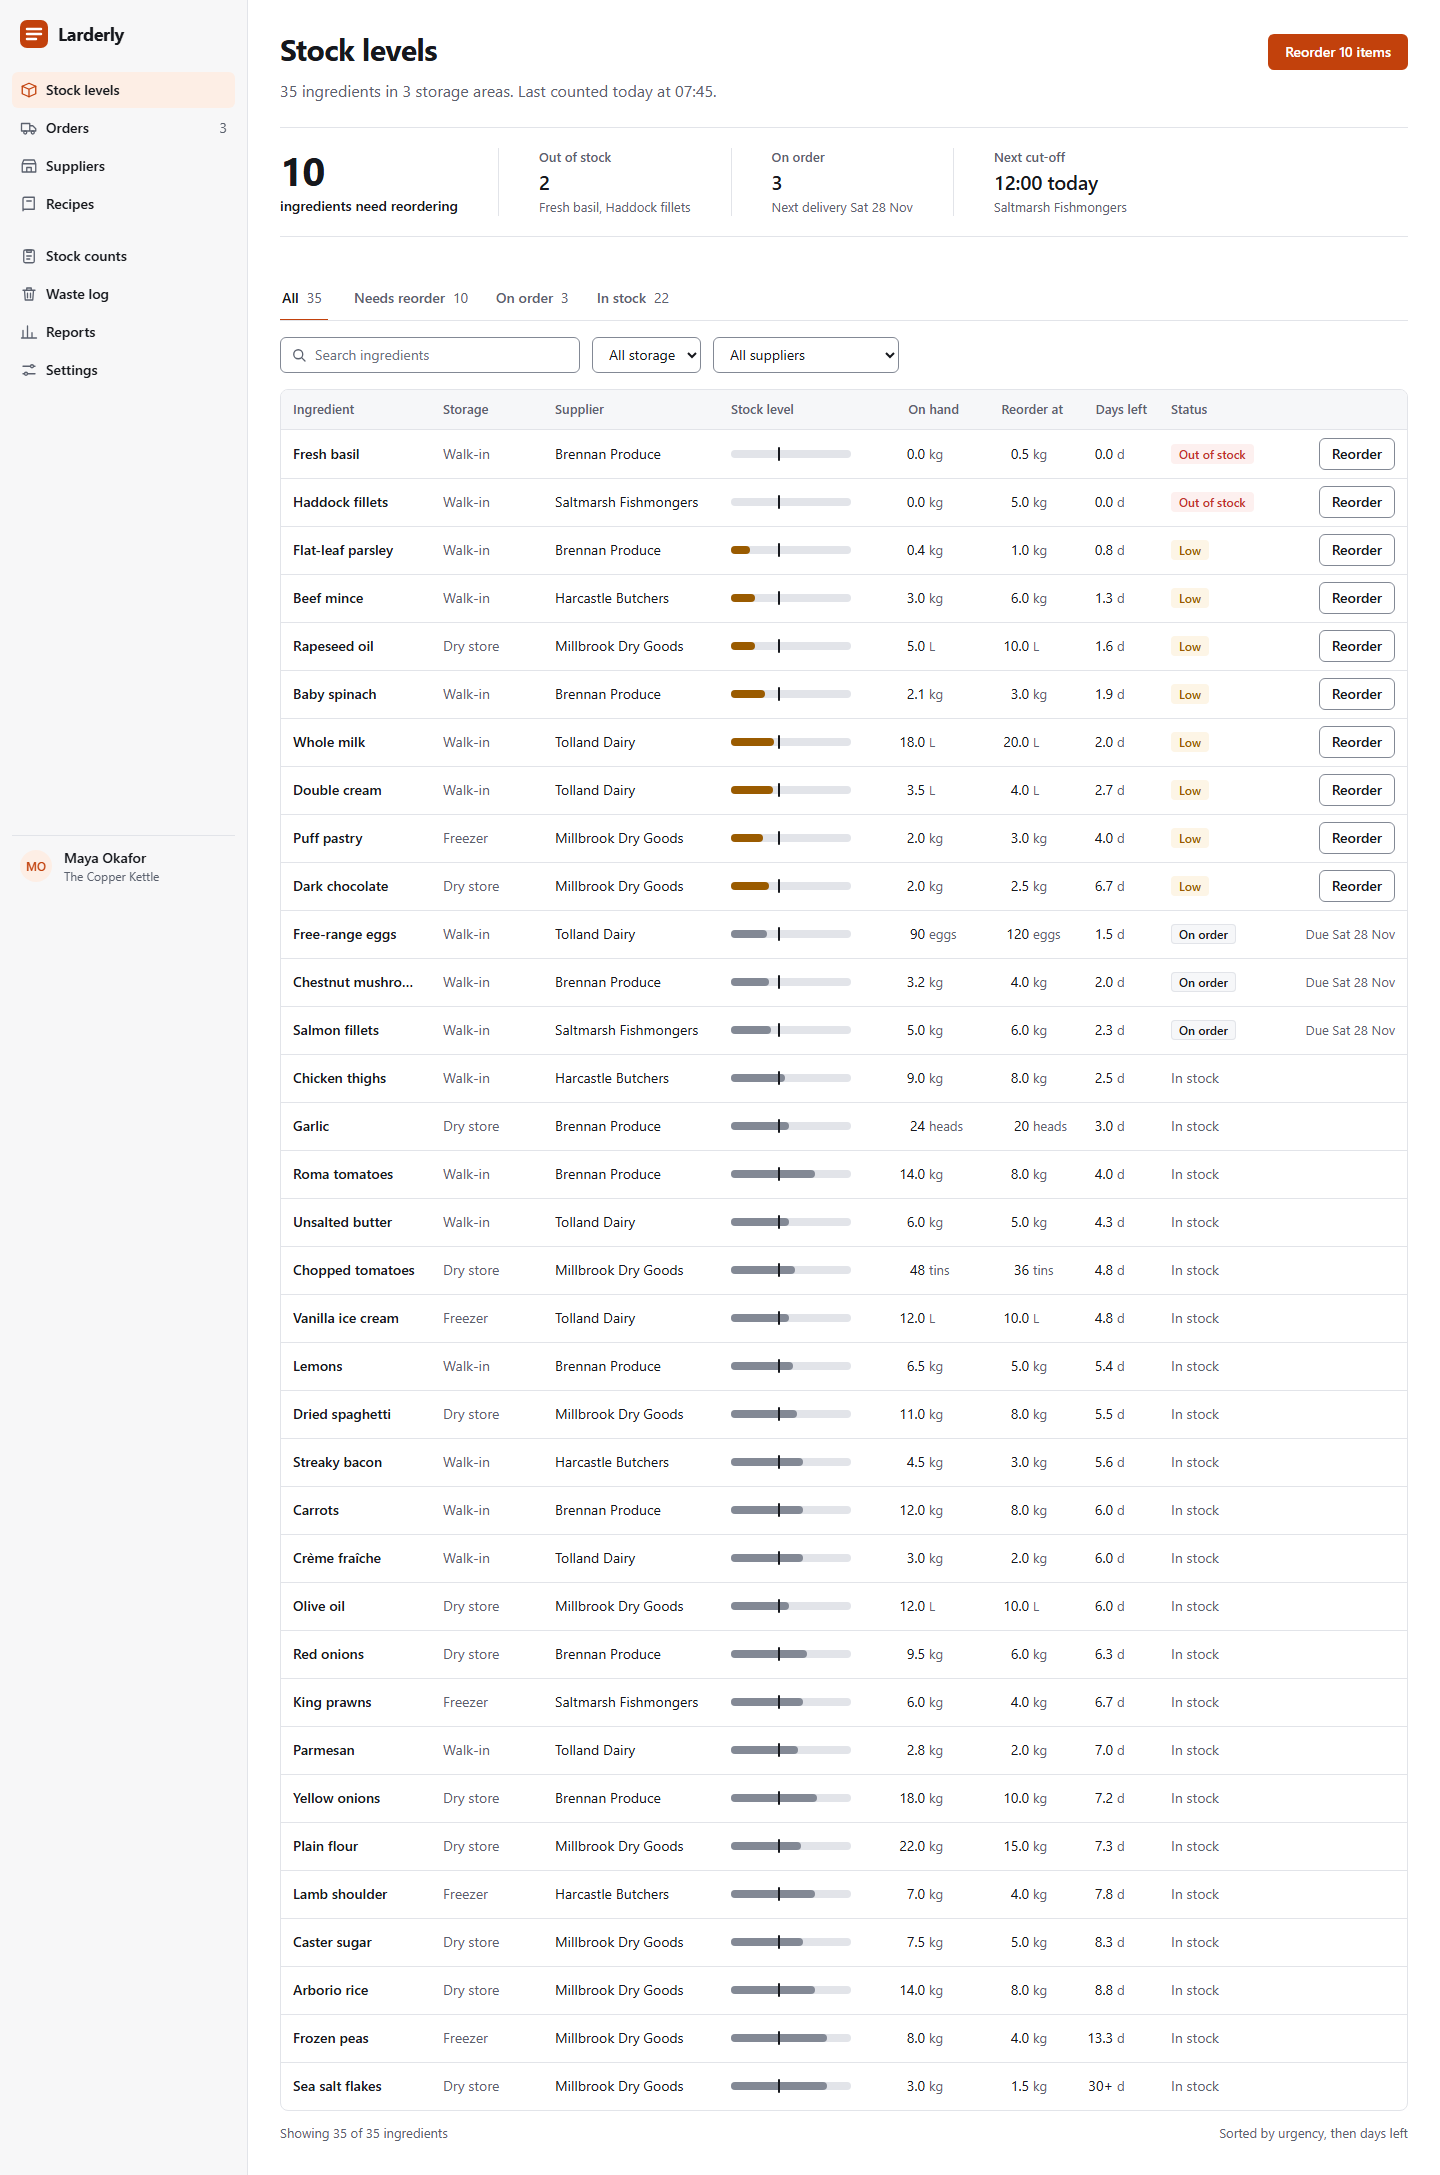 Larderly
Stock levels
Orders 3
Suppliers
Recipes
Stock counts
Waste log
Reports
Settings
MO
Maya Okafor
The Copper Kettle
Stock levels
Reorder 10 items
35 ingredients in 3 storage areas. Last counted today at 07:45.
10
ingredients need reordering
Out of stock
2
Fresh basil, Haddock fillets
On order
3
Next delivery Sat 28 Nov
Next cut-off
12:00 today
Saltmarsh Fishmongers
All 35 Needs reorder 10 On order 3 In stock 22
Search ingredients All storage All suppliers
Ingredient Storage Supplier Stock level On hand Reorder at Days left Status
Fresh basil Walk-in Brennan Produce 0.0 kg 0.5 kg 0.0 d Out of stock Reorder
Haddock fillets Walk-in Saltmarsh Fishmongers 0.0 kg 5.0 kg 0.0 d Out of stock Reorder
Flat-leaf parsley Walk-in Brennan Produce 0.4 kg 1.0 kg 0.8 d Low Reorder
Beef mince Walk-in Harcastle Butchers 3.0 kg 6.0 kg 1.3 d Low Reorder
Rapeseed oil Dry store Millbrook Dry Goods 5.0 L 10.0 L 1.6 d Low Reorder
Baby spinach Walk-in Brennan Produce 2.1 kg 3.0 kg 1.9 d Low Reorder
Whole milk Walk-in Tolland Dairy 18.0 L 20.0 L 2.0 d Low Reorder
Double cream Walk-in Tolland Dairy 3.5 L 4.0 L 2.7 d Low Reorder
Puff pastry Freezer Millbrook Dry Goods 2.0 kg 3.0 kg 4.0 d Low Reorder
Dark chocolate Dry store Millbrook Dry Goods 2.0 kg 2.5 kg 6.7 d Low Reorder
Free-range eggs Walk-in Tolland Dairy 90 eggs 120 eggs 1.5 d On order Due Sat 28 Nov
Chestnut mushro... Walk-in Brennan Produce 3.2 kg 4.0 kg 2.0 d On order Due Sat 28 Nov
Salmon fillets Walk-in Saltmarsh Fishmongers 5.0 kg 6.0 kg 2.3 d On order Due Sat 28 Nov
Chicken thighs Walk-in Harcastle Butchers 9.0 kg 8.0 kg 2.5 d In stock
Garlic Dry store Brennan Produce 24 heads 20 heads 3.0 d In stock
Roma tomatoes Walk-in Brennan Produce 14.0 kg 8.0 kg 4.0 d In stock
Unsalted butter Walk-in Tolland Dairy 6.0 kg 5.0 kg 4.3 d In stock
Chopped tomatoes Dry store Millbrook Dry Goods 48 tins 36 tins 4.8 d In stock
Vanilla ice cream Freezer Tolland Dairy 12.0 L 10.0 L 4.8 d In stock
Lemons Walk-in Brennan Produce 6.5 kg 5.0 kg 5.4 d In stock
Dried spaghetti Dry store Millbrook Dry Goods 11.0 kg 8.0 kg 5.5 d In stock
Streaky bacon Walk-in Harcastle Butchers 4.5 kg 3.0 kg 5.6 d In stock
Carrots Walk-in Brennan Produce 12.0 kg 8.0 kg 6.0 d In stock
Crème fraîche Walk-in Tolland Dairy 3.0 kg 2.0 kg 6.0 d In stock
Olive oil Dry store Millbrook Dry Goods 12.0 L 10.0 L 6.0 d In stock
Red onions Dry store Brennan Produce 9.5 kg 6.0 kg 6.3 d In stock
King prawns Freezer Saltmarsh Fishmongers 6.0 kg 4.0 kg 6.7 d In stock
Parmesan Walk-in Tolland Dairy 2.8 kg 2.0 kg 7.0 d In stock
Yellow onions Dry store Brennan Produce 18.0 kg 10.0 kg 7.2 d In stock
Plain flour Dry store Millbrook Dry Goods 22.0 kg 15.0 kg 7.3 d In stock
Lamb shoulder Freezer Harcastle Butchers 7.0 kg 4.0 kg 7.8 d In stock
Caster sugar Dry store Millbrook Dry Goods 7.5 kg 5.0 kg 8.3 d In stock
Arborio rice Dry store Millbrook Dry Goods 14.0 kg 8.0 kg 8.8 d In stock
Frozen peas Freezer Millbrook Dry Goods 8.0 kg 4.0 kg 13.3 d In stock
Sea salt flakes Dry store Millbrook Dry Goods 3.0 kg 1.5 kg 30+ d In stock
Showing 35 of 35 ingredients Sorted by urgency, then days left